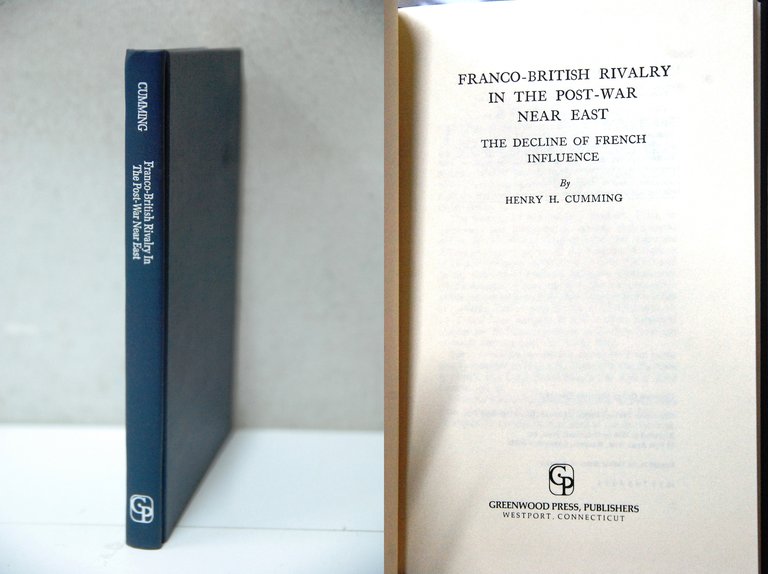 CUMMING
Franco-British Rivalry In
The Post-War Near East
GP
FRANCO-BRITISH RIVALRY
IN THE POST-WAR
NEAR EAST
THE DECLINE OF FRENCH
INFLUENCE
By
HENRY H. CUMMING
GP
GREENWOOD PRESS, PUBLISHERS
WESTPORT, CONNECTICUT